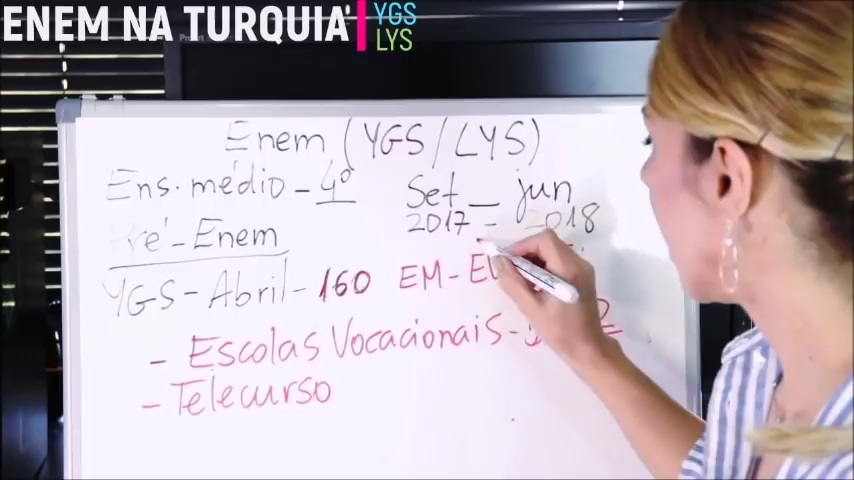 ENEM NA TURQUIA
YGS
LYS
Enem (YGS/LYS)
Ens. médio - 4º
Set - jun
2017 - 2018
Pré-Enem
YGS - Abril - 160
EM -
- Escolas Vocacionais -
- Telecurso